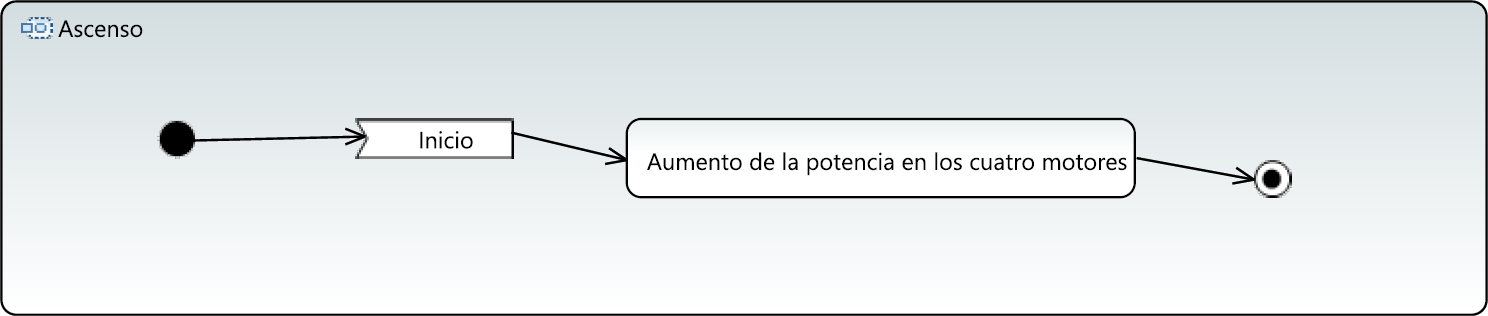 Ascenso
Inicio
Aumento de la potencia en los cuatro motores